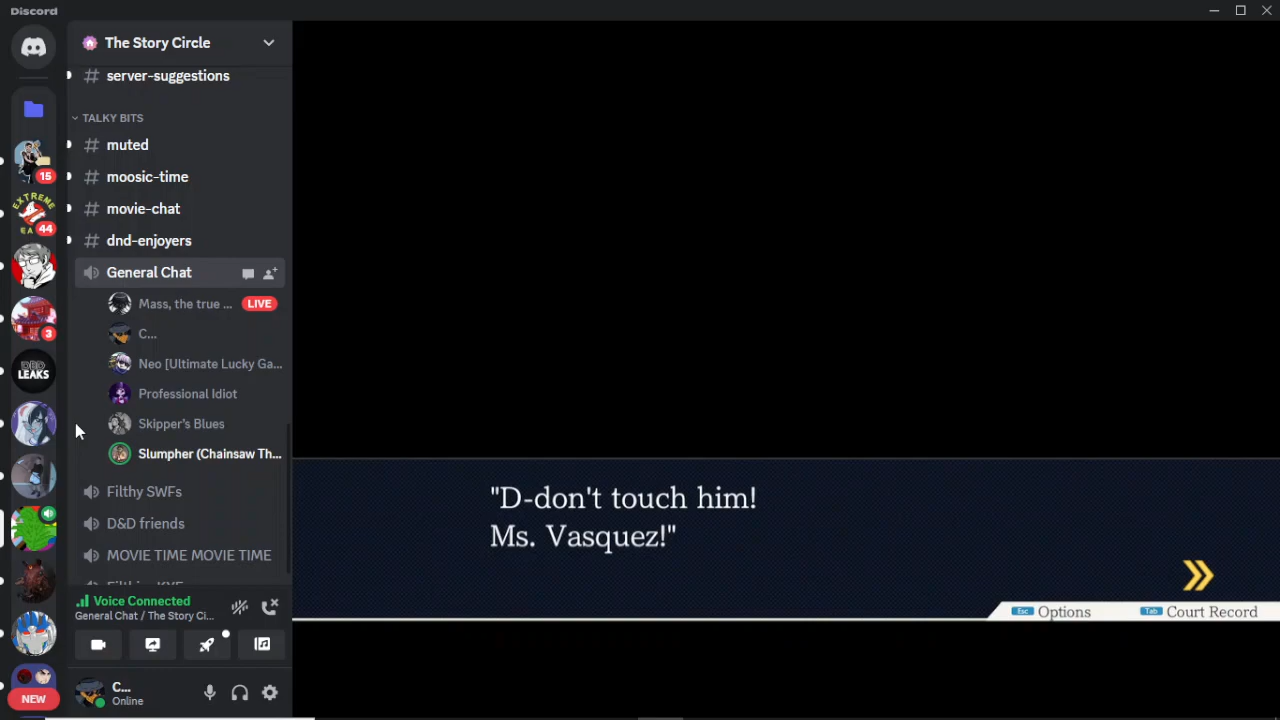 Discord
The Story Circle
server-suggestions
TALKY BITS
muted
15
moosic-time
movie-chat
EXTREME
44
dnd-enjoyers
General Chat
Mass, the true ... LIVE
3
C...
DBD
LEAKS
Neo [Ultimate Lucky Ga...
Professional Idiot
Skipper's Blues
Slumpher (Chainsaw Th...
Filthy SWFs
D&D friends
MOVIE TIME MOVIE TIME
Voice Connected
General Chat / The Story Ci...
C...
Online
NEW
"D-don't touch him!
Ms. Vasquez!"
Esc Options Tab Court Record